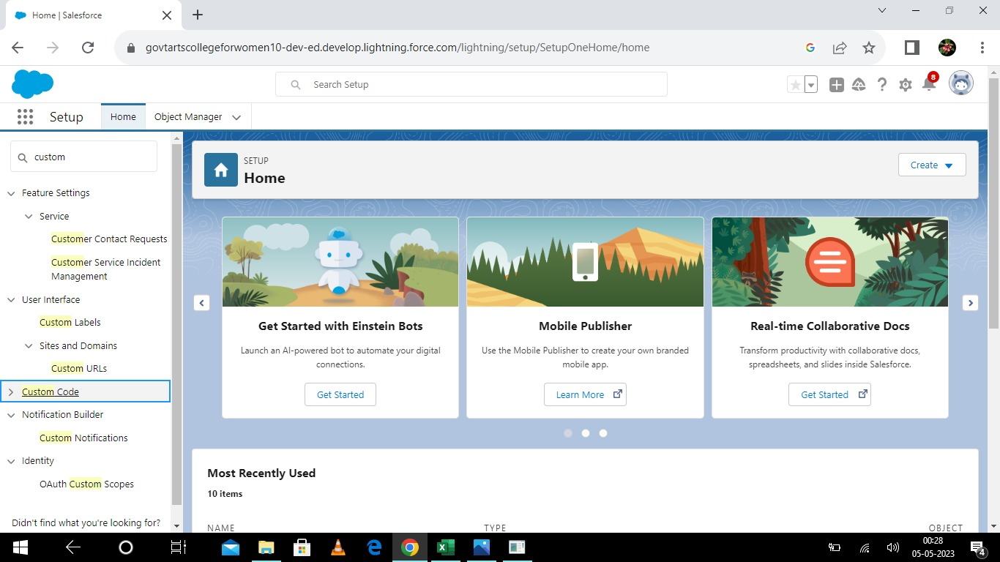 Home | Salesforce
govtartscollegeforwomen10-dev-ed.develop.lightning.force.com/lightning/setup/SetupOneHome/home
Search Setup
8
Setup
Home
Object Manager
custom
Feature Settings
Service
Customer Contact Requests
Customer Service Incident
Management
User Interface
Custom Labels
Sites and Domains
Custom URLs
Custom Code
Notification Builder
Custom Notifications
Identity
OAuth Custom Scopes
Didn't find what you're looking for?
SETUP
Home
Create
Get Started with Einstein Bots
Launch an AI-powered bot to automate your digital
connections.
Get Started
Mobile Publisher
Use the Mobile Publisher to create your own branded
mobile app.
Learn More
Real-time Collaborative Docs
Transform productivity with collaborative docs,
spreadsheets, and slides inside Salesforce.
Get Started
Most Recently Used
10 items
NAME TYPE OBJECT
00:28
05-05-2023
4